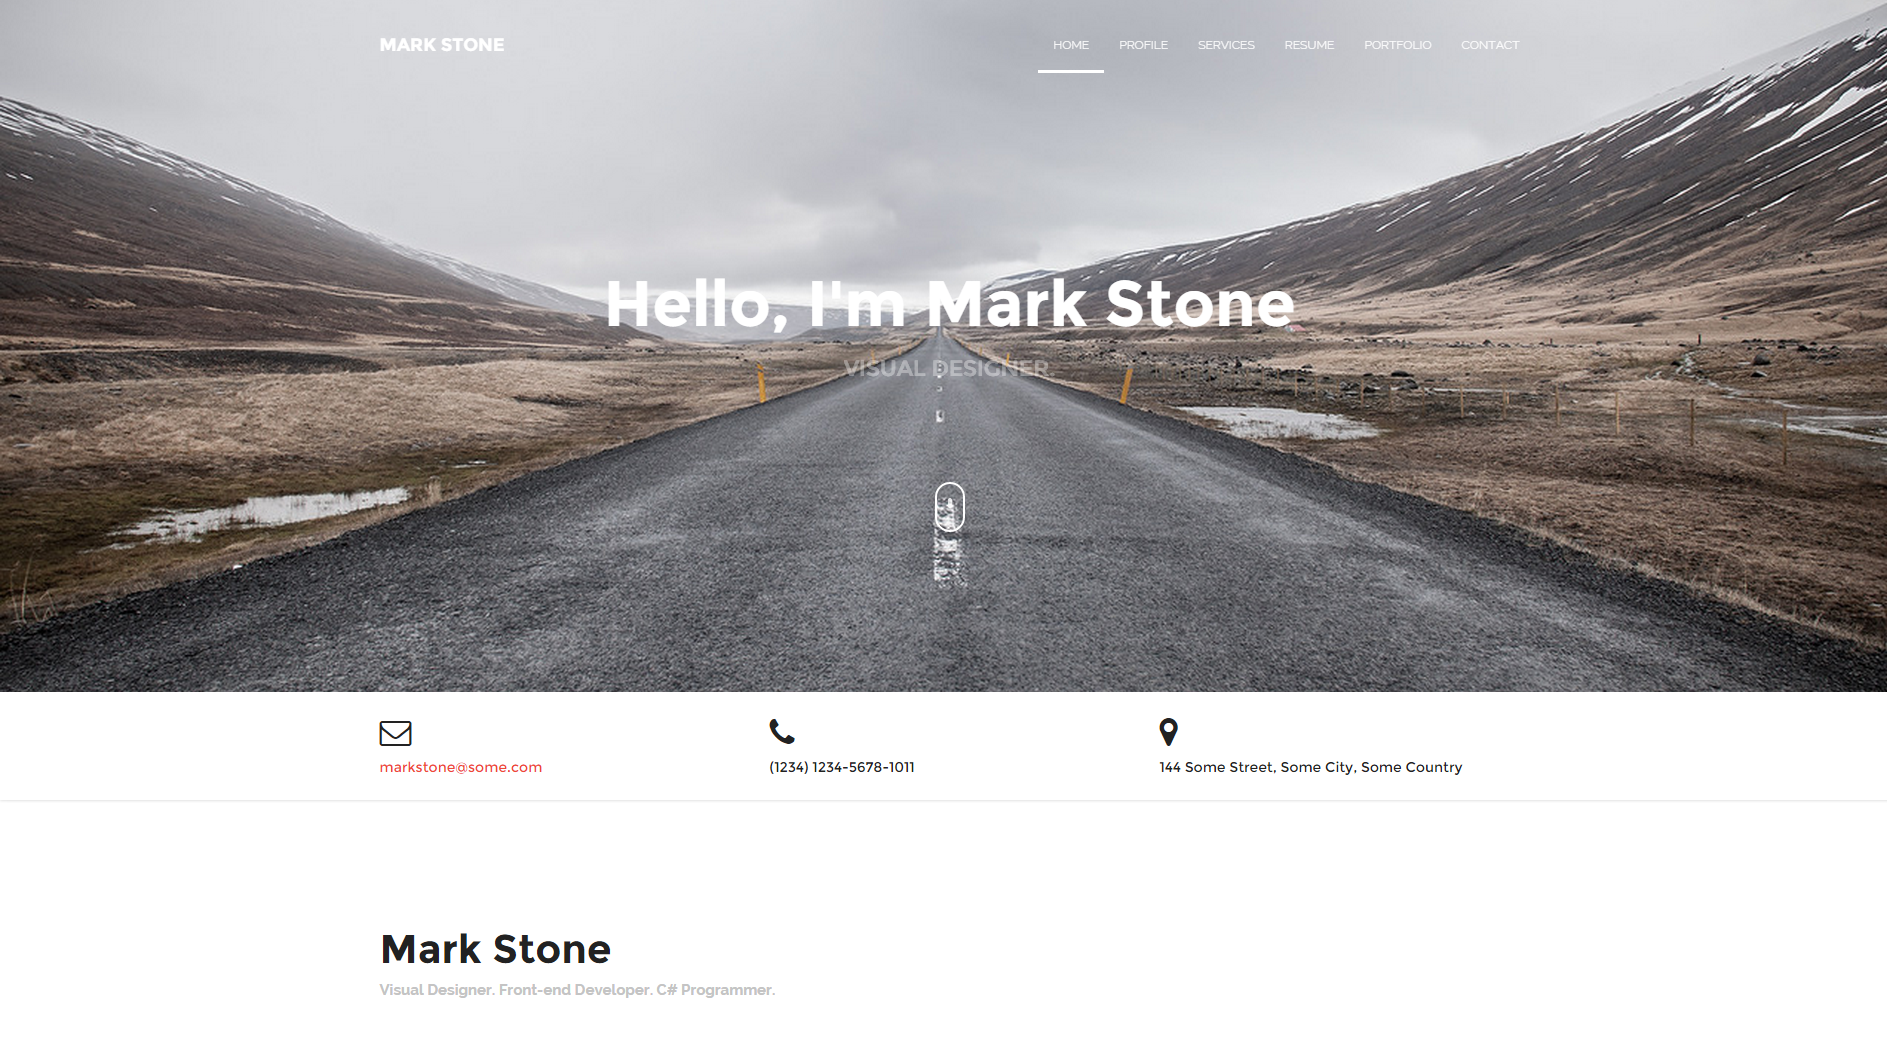 MARK STONE
HOME PROFILE SERVICES RESUME PORTFOLIO CONTACT
Hello, I'm Mark Stone
VISUAL DESIGNER.
markstone@some.com
(1234) 1234-5678-1011
144 Some Street, Some City, Some Country
Mark Stone
Visual Designer. Front-end Developer. C# Programmer.